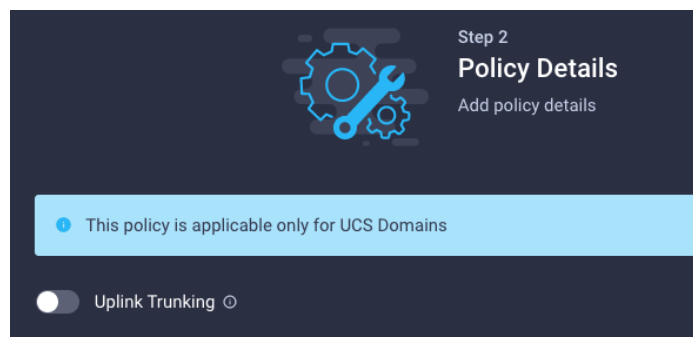 Step 2
Policy Details
Add policy details
This policy is applicable only for UCS Domains
Uplink Trunking